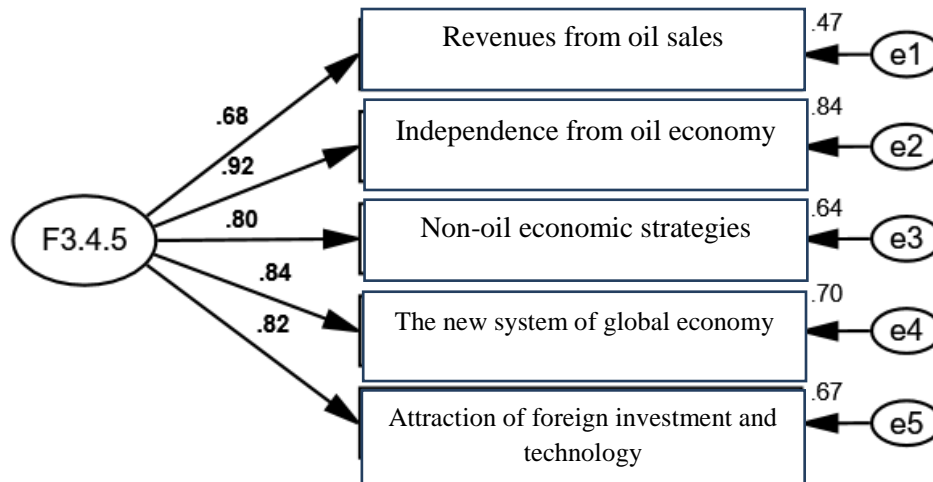 .47
Revenues from oil sales
e1
.68
.84
Independence from oil economy
e2
.92
.64
.80
Non-oil economic strategies
e3
F3.4.5
.84
.70
The new system of global economy
e4
.82
.67
Attraction of foreign investment and
technology
e5